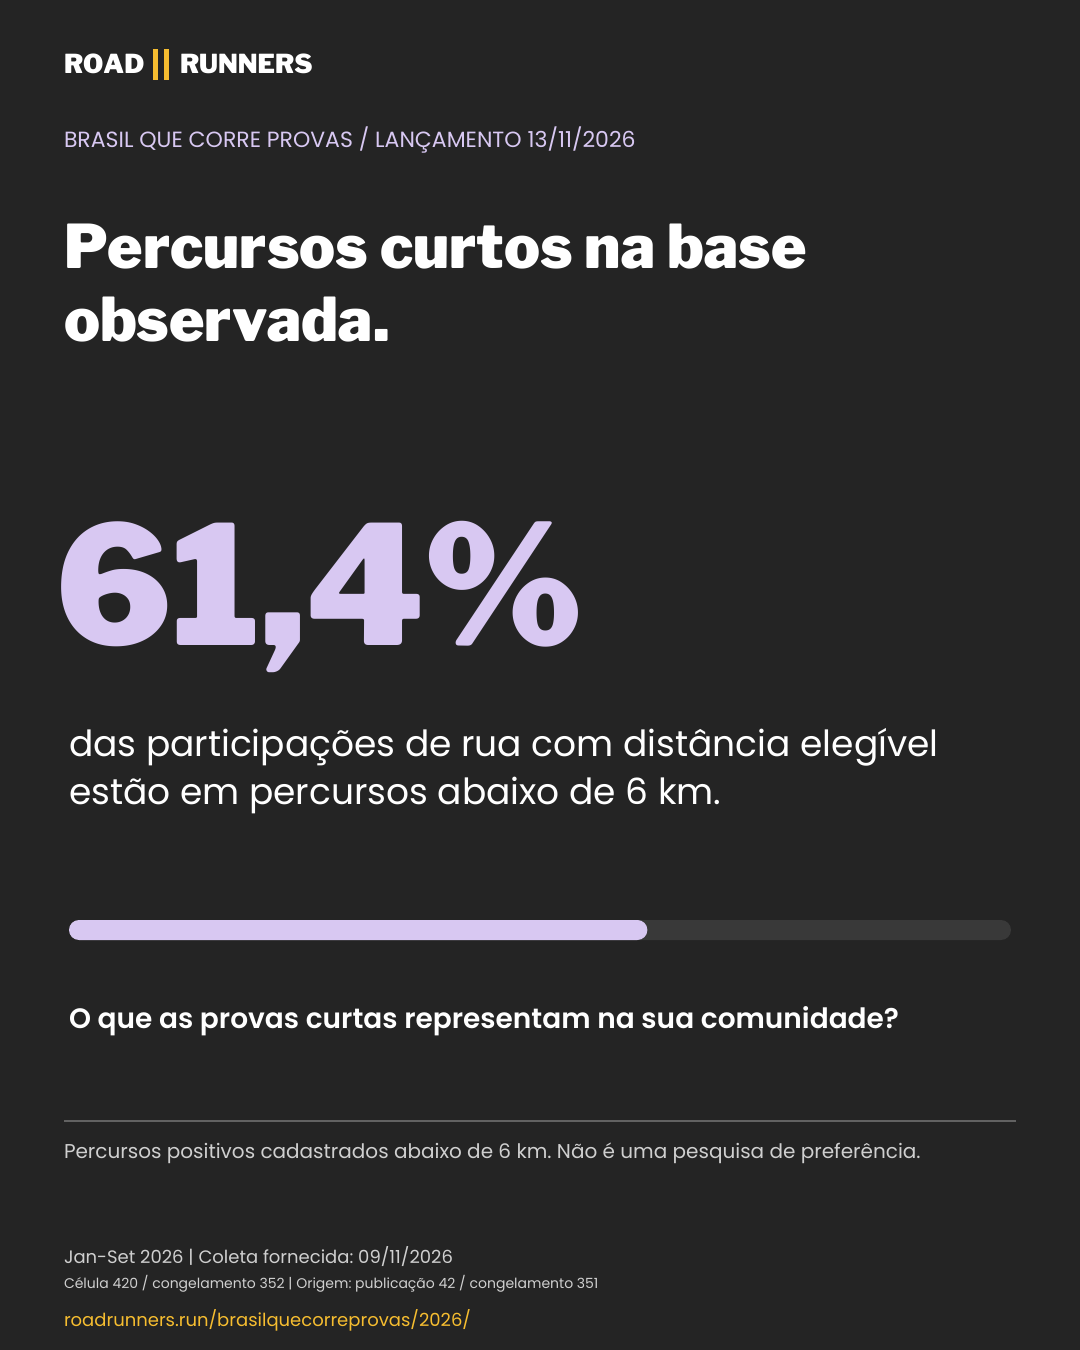 ROAD || RUNNERS
BRASIL QUE CORRE PROVAS / LANÇAMENTO 13/11/2026
Percursos curtos na base
observada.
61,4%
das participações de rua com distância elegível
estão em percursos abaixo de 6 km.
O que as provas curtas representam na sua comunidade?
Percursos positivos cadastrados abaixo de 6 km. Não é uma pesquisa de preferência.
Jan-Set 2026 | Coleta fornecida: 09/11/2026
Célula 420 / congelamento 352 | Origem: publicação 42 / congelamento 351
roadrunners.run/brasilquecorreprovas/2026/